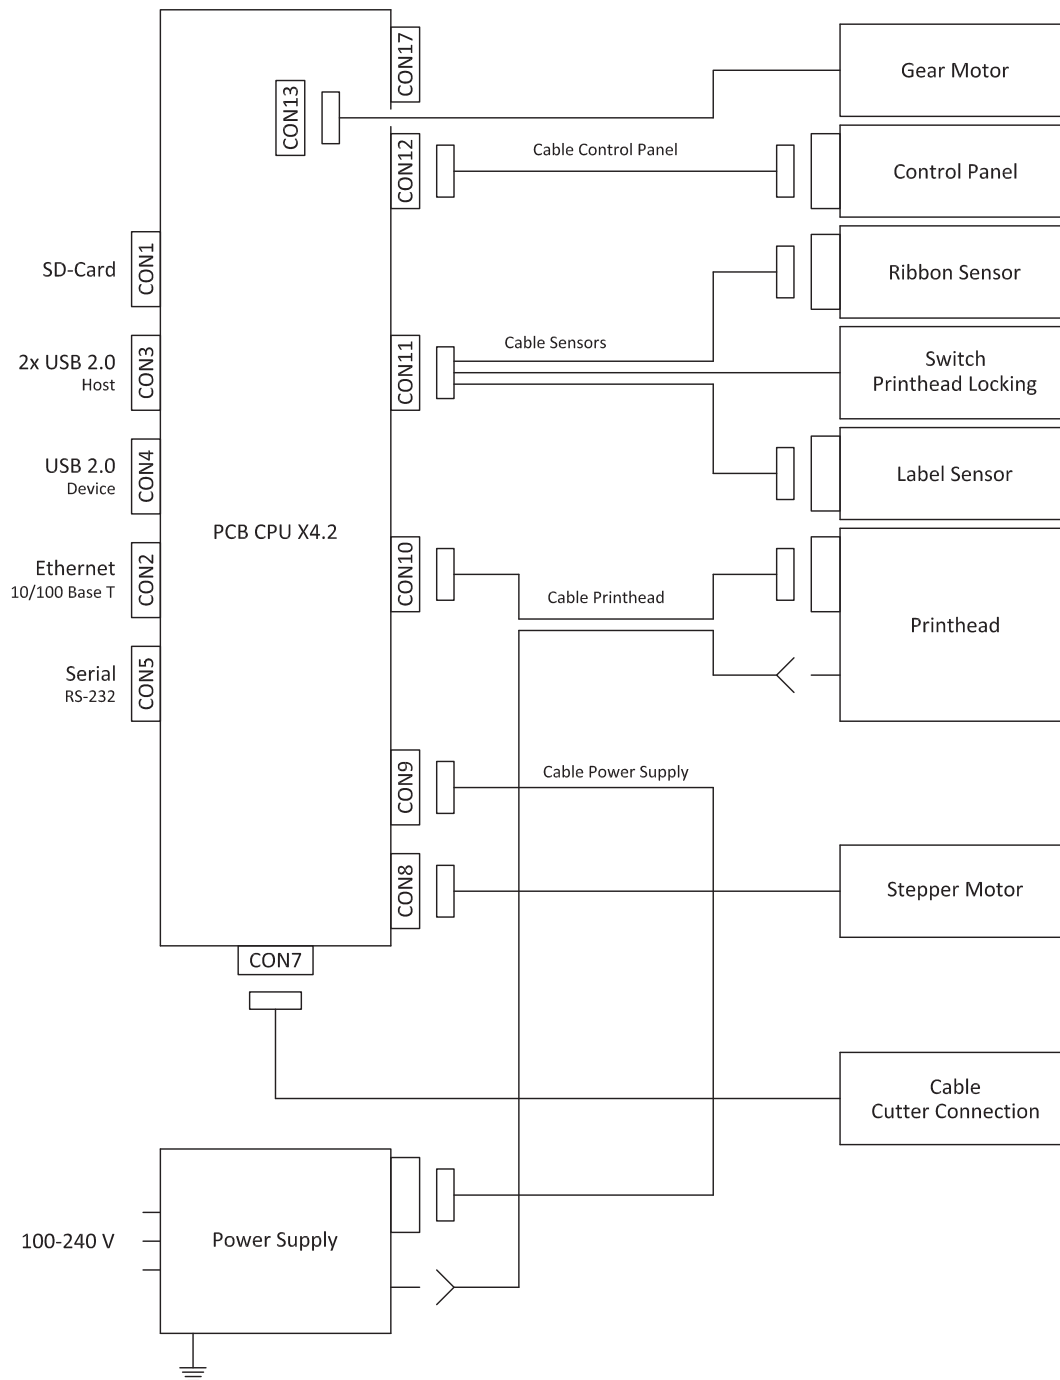 CON17
Gear Motor
CON13
CON12
Cable Control Panel
Control Panel
SD-Card
CON1
Ribbon Sensor
2x USB 2.0
Host
CON3
CON11
Cable Sensors
Switch
Printhead Locking
USB 2.0
Device
CON4
Label Sensor
PCB CPU X4.2
Ethernet
10/100 Base T
CON2
CON10
Cable Printhead
Printhead
Serial
RS-232
CON5
CON9
Cable Power Supply
CON8
Stepper Motor
CON7
Cable
Cutter Connection
100-240 V
Power Supply